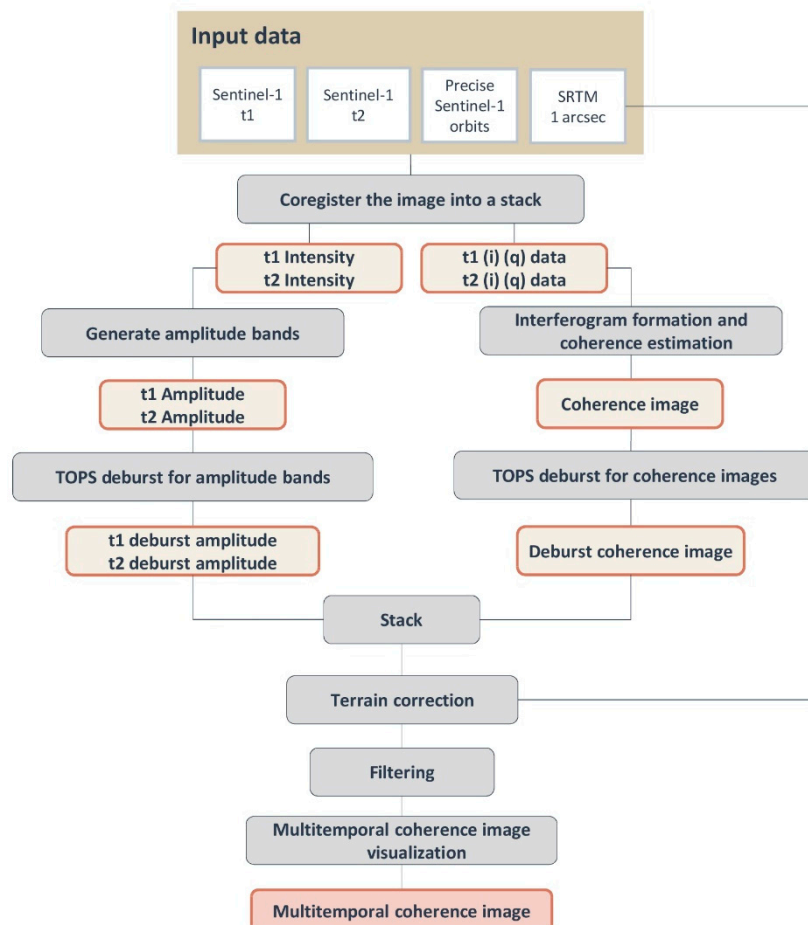 Input data
Sentinel-1
t1
Sentinel-1
t2
Precise
Sentinel-1
orbits
SRTM
1 arcsec
Coregister the image into a stack
t1 Intensity
t2 Intensity
t1 (i) (q) data
t2 (i) (q) data
Generate amplitude bands
Interferogram formation and
coherence estimation
t1 Amplitude
t2 Amplitude
Coherence image
TOPS deburst for amplitude bands
TOPS deburst for coherence images
t1 deburst amplitude
t2 deburst amplitude
Deburst coherence image
Stack
Terrain correction
Filtering
Multitemporal coherence image
visualization
Multitemporal coherence image